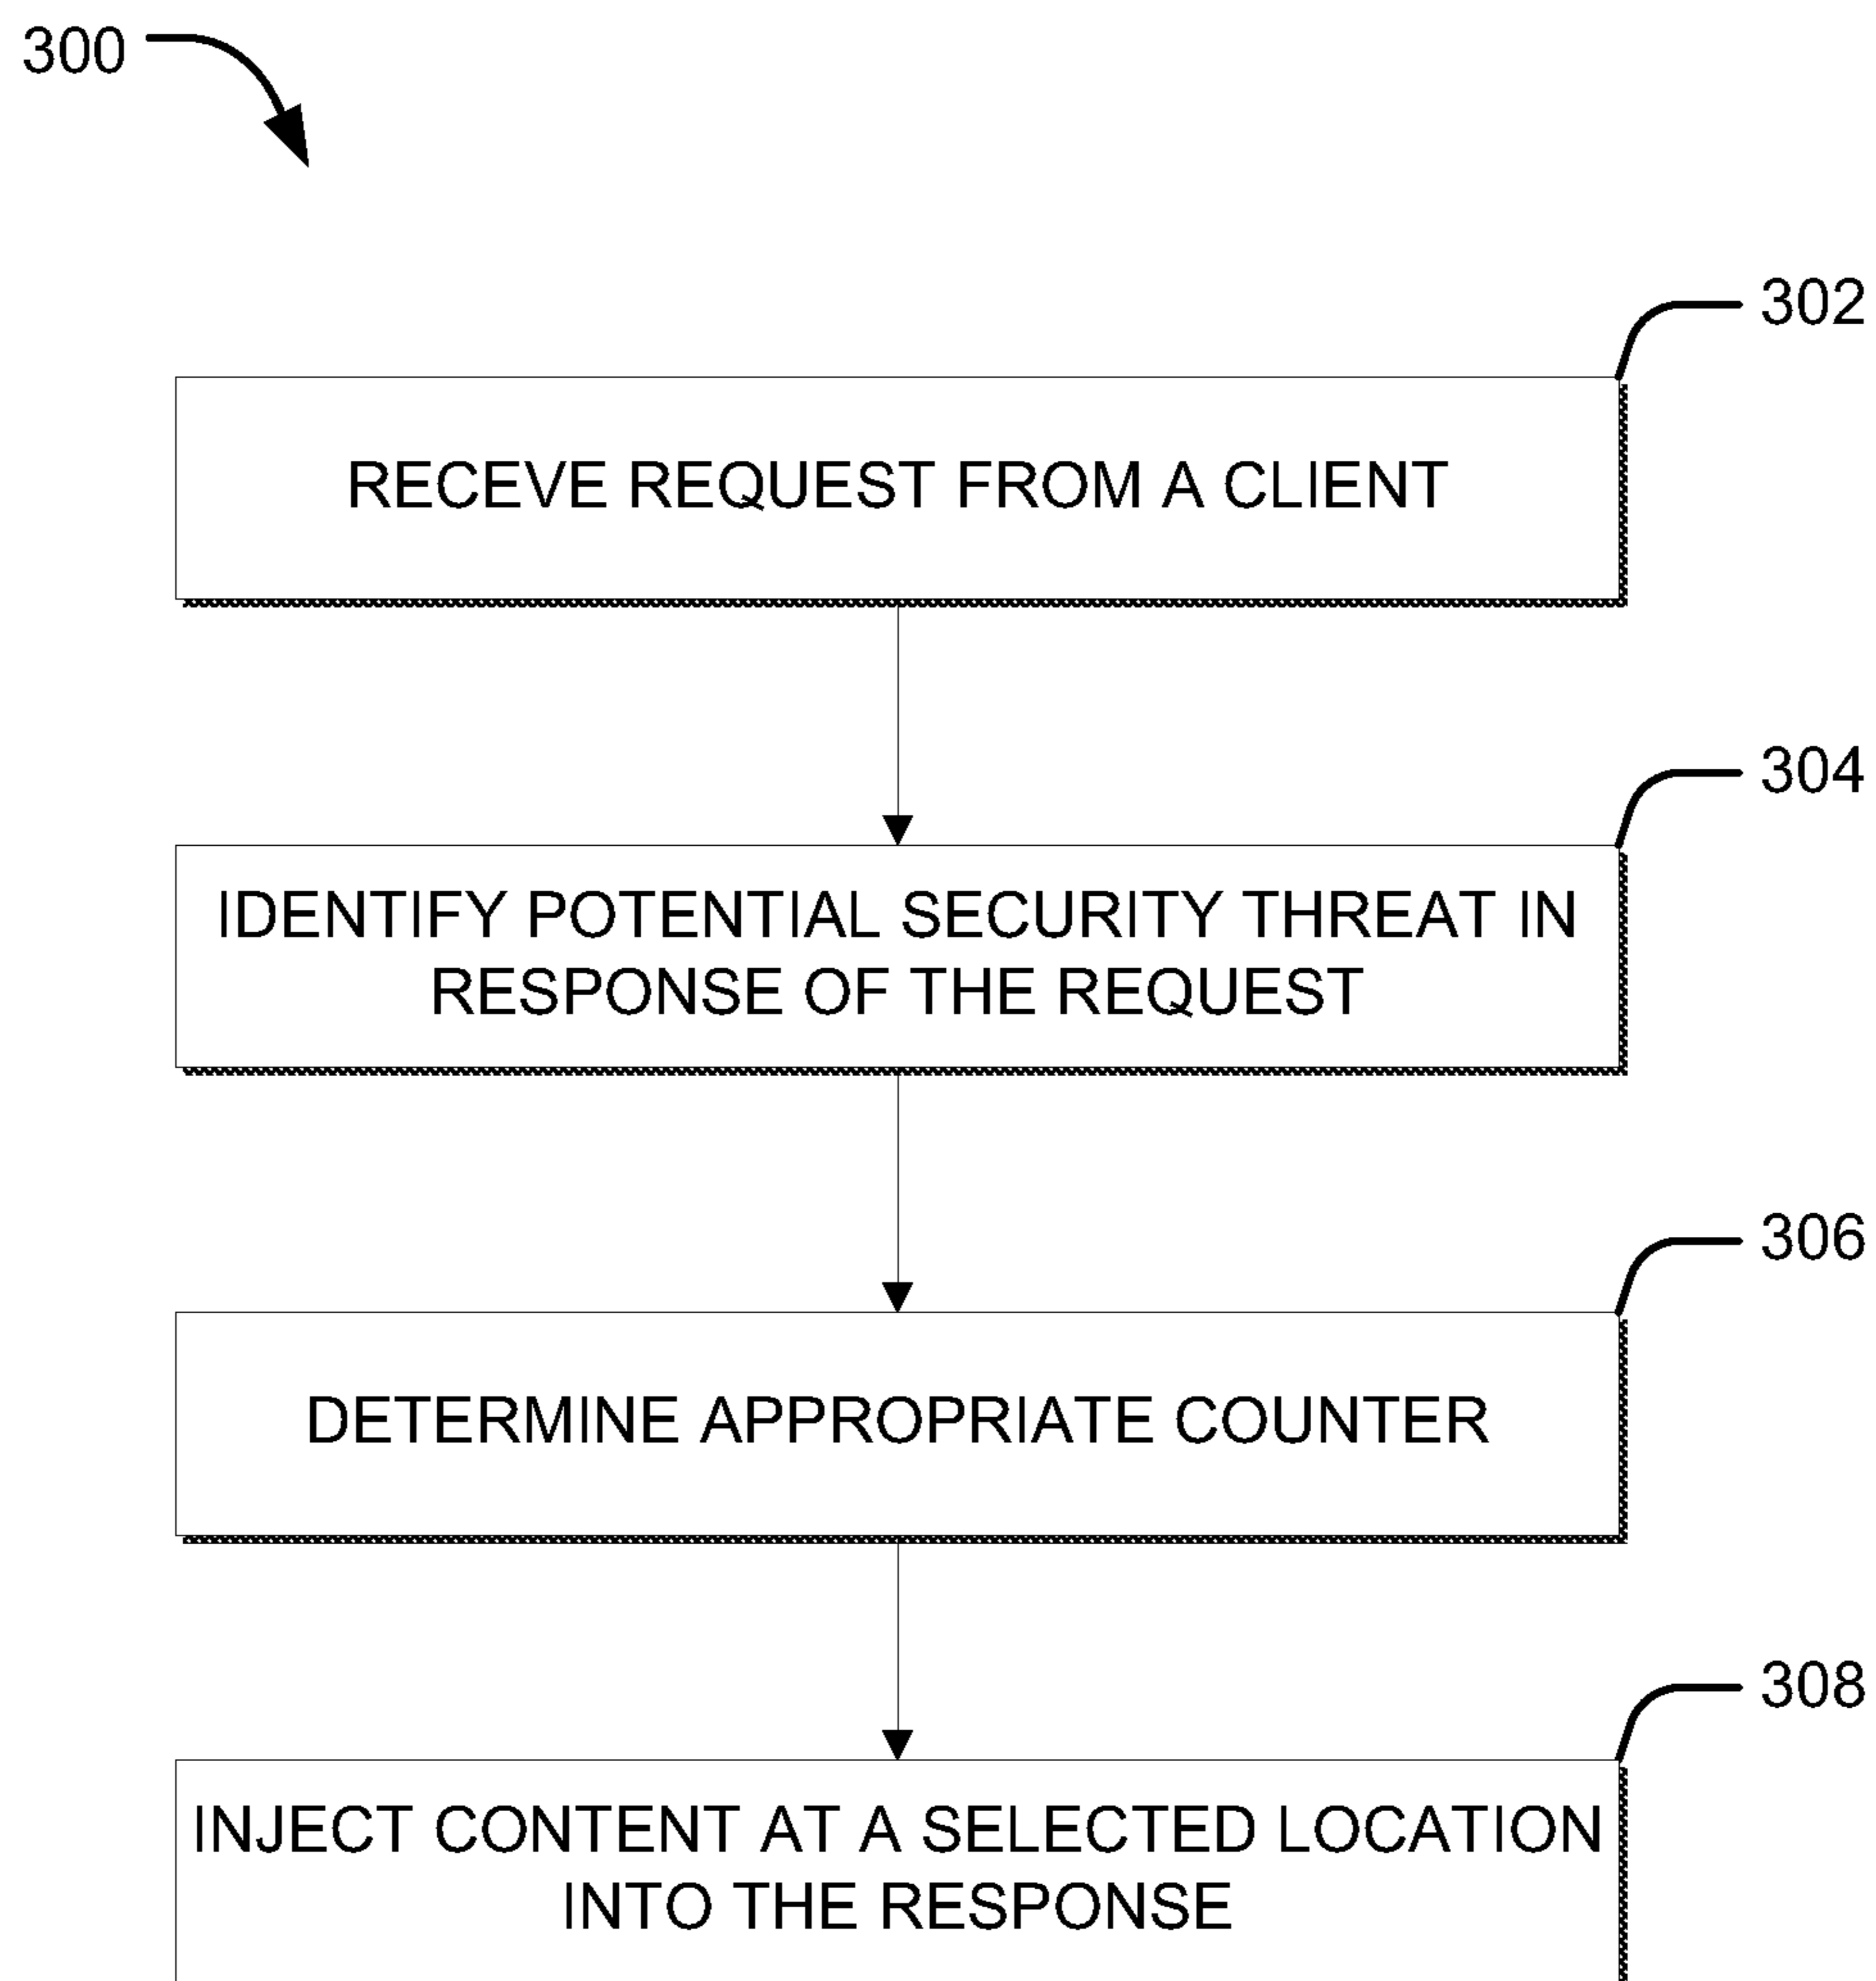 300
302
RECEVE REQUEST FROM A CLIENT
304
IDENTIFY POTENTIAL SECURITY THREAT IN
RESPONSE OF THE REQUEST
306
DETERMINE APPROPRIATE COUNTER
308
INJECT CONTENT AT A SELECTED LOCATION
INTO THE RESPONSE